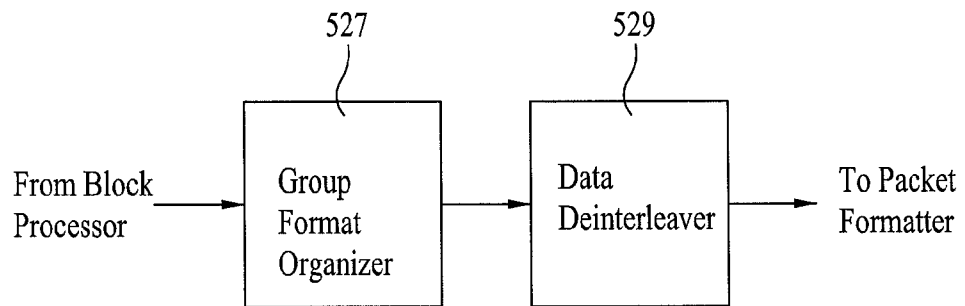 527
529
From Block
Processor
Group
Format
Organizer
Data
Deinterleaver
To Packet
Formatter